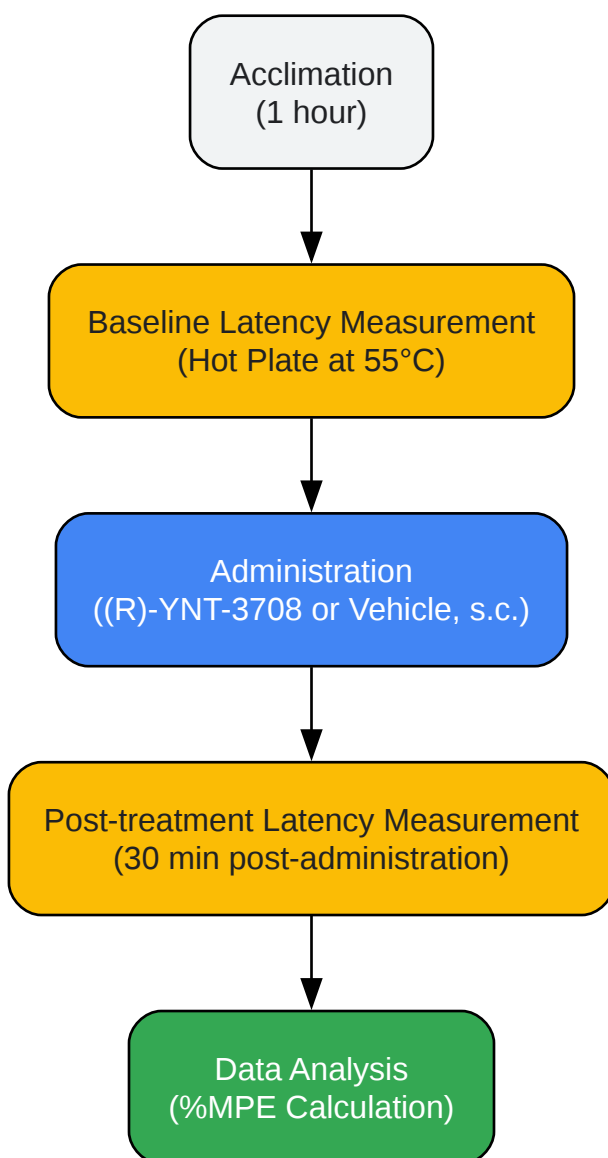 Acclimation
(1 hour)
Baseline Latency Measurement
(Hot Plate at 55°C)
Administration
((R)-YNT-3708 or Vehicle, s.c.)
Post-treatment Latency Measurement
(30 min post-administration)
Data Analysis
(%MPE Calculation)